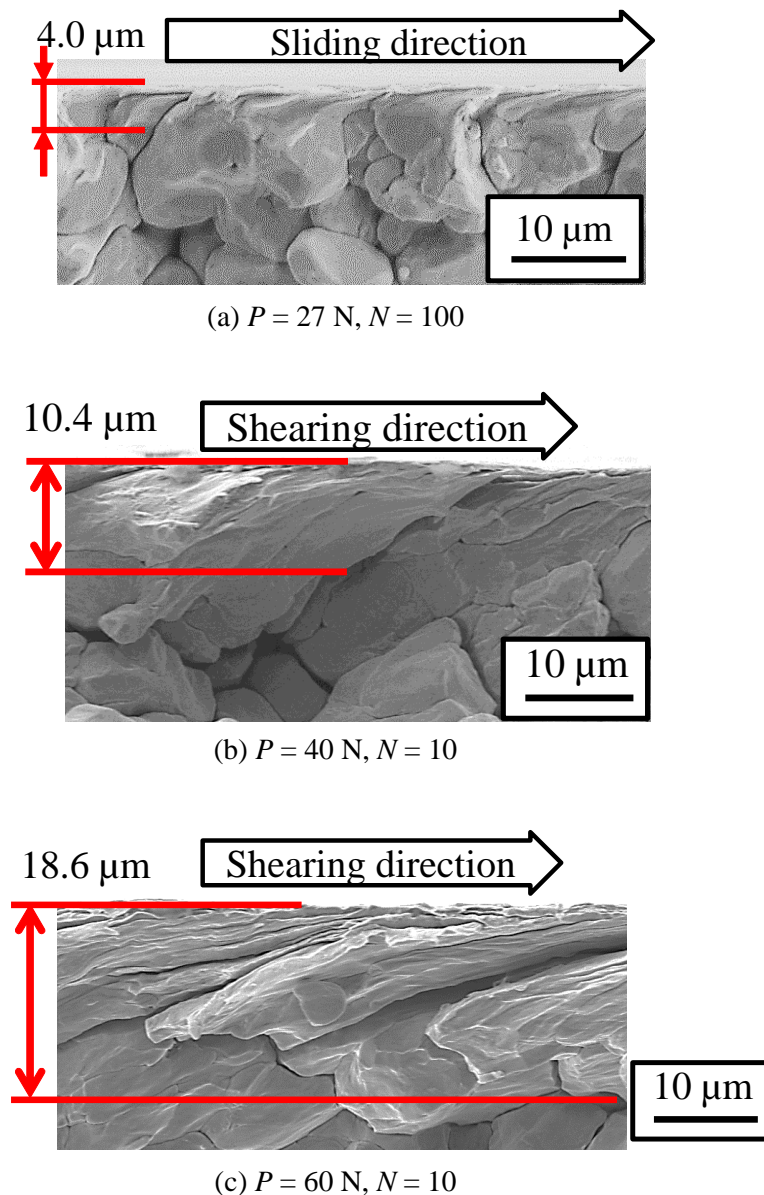 4.0 µm
Sliding direction
10 µm
(a) P = 27 N, N = 100
10.4 µm
Shearing direction
10 µm
(b) P = 40 N, N = 10
18.6 µm
Shearing direction
10 µm
(c) P = 60 N, N = 10